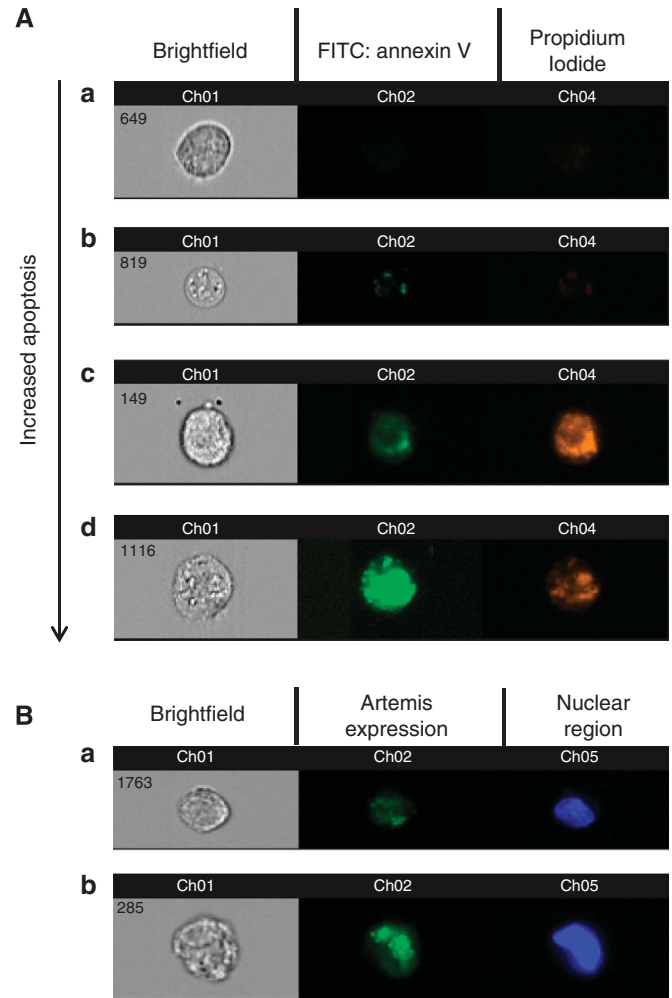 A
Brightfield
FITC: annexin V
Propidium
Iodide
Increased apoptosis
a
Ch01
Ch02
Ch04
649
b
Ch01
Ch02
Ch04
819
c
Ch01
Ch02
Ch04
149
d
Ch01
Ch02
Ch04
1116
B
Brightfield
Artemis
expression
Nuclear
region
a
Ch01
Ch02
Ch05
1763
b
Ch01
Ch02
Ch05
285